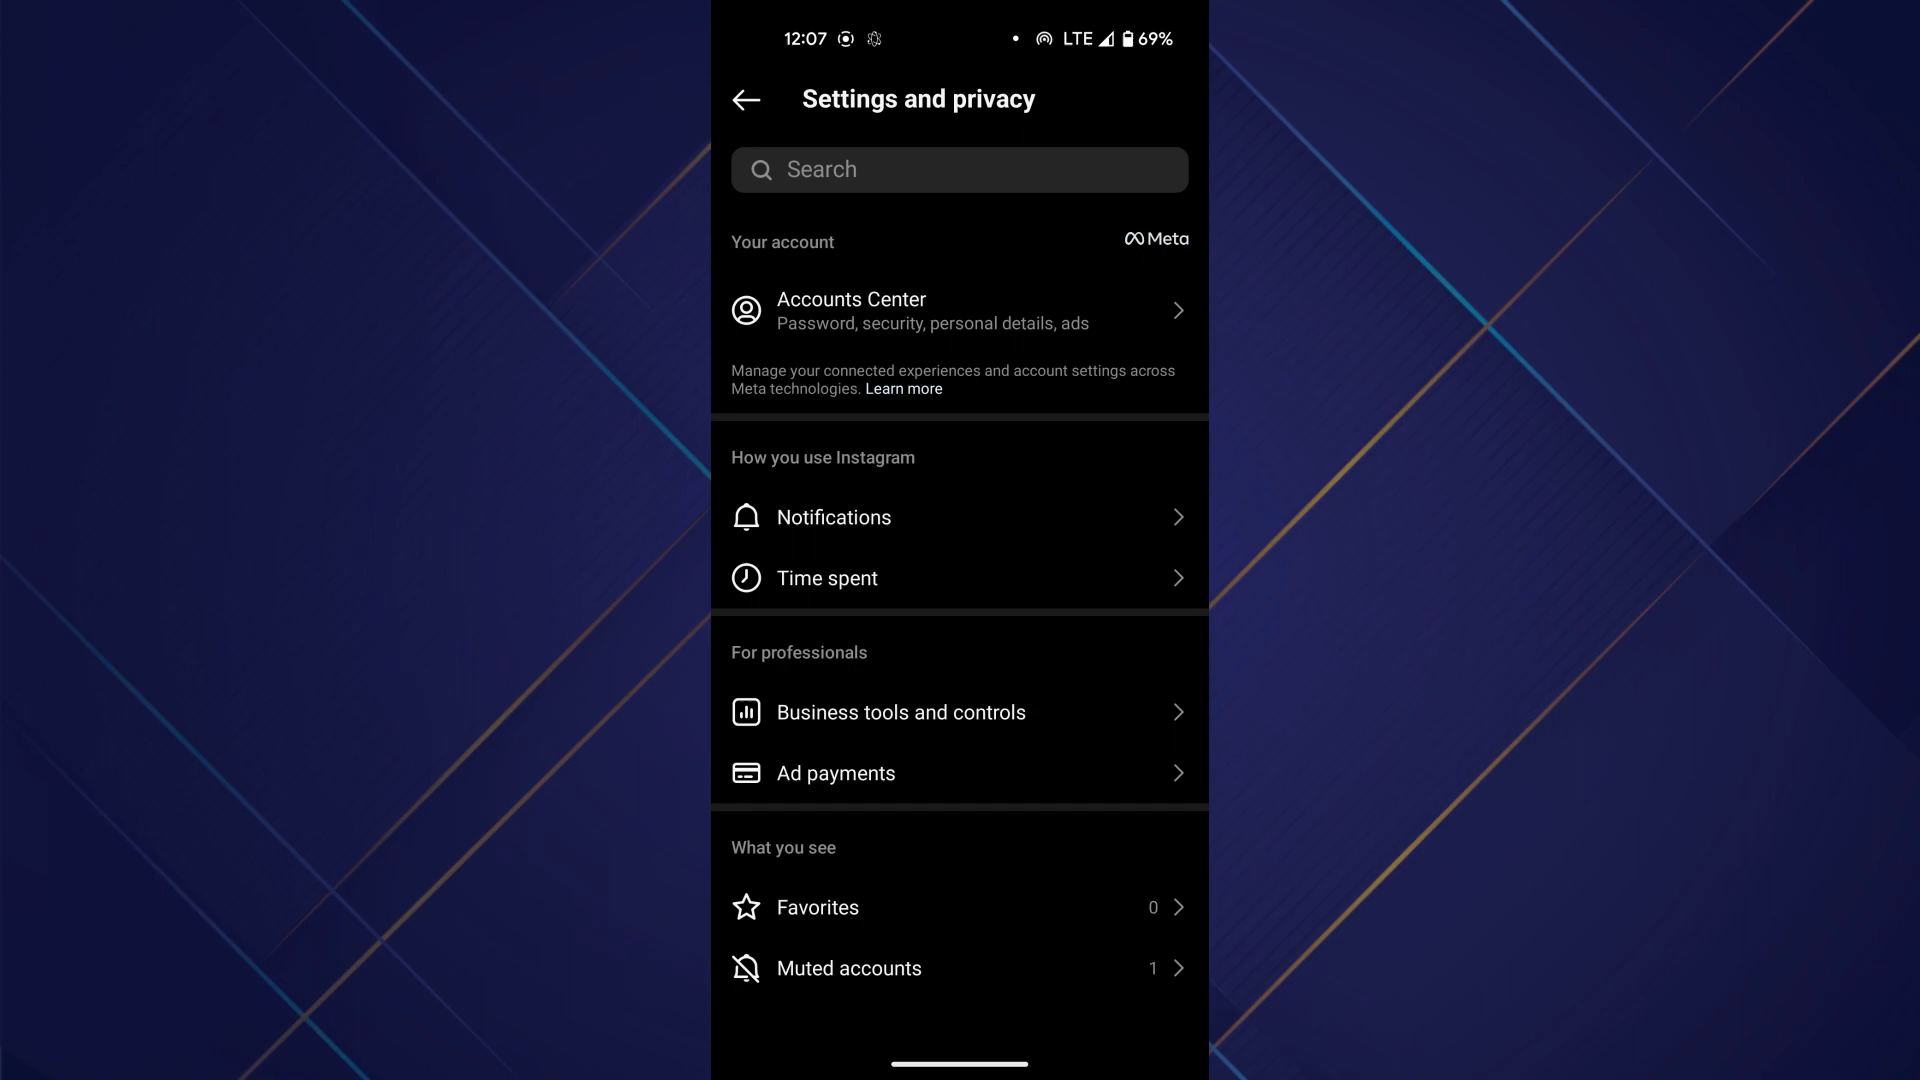 12:07 LTE 69%
Settings and privacy
Search
Your account
Meta
Accounts Center
Password, security, personal details, ads
Manage your connected experiences and account settings across
Meta technologies. Learn more
How you use Instagram
Notifications
Time spent
For professionals
Business tools and controls
Ad payments
What you see
Favorites 0
Muted accounts 1